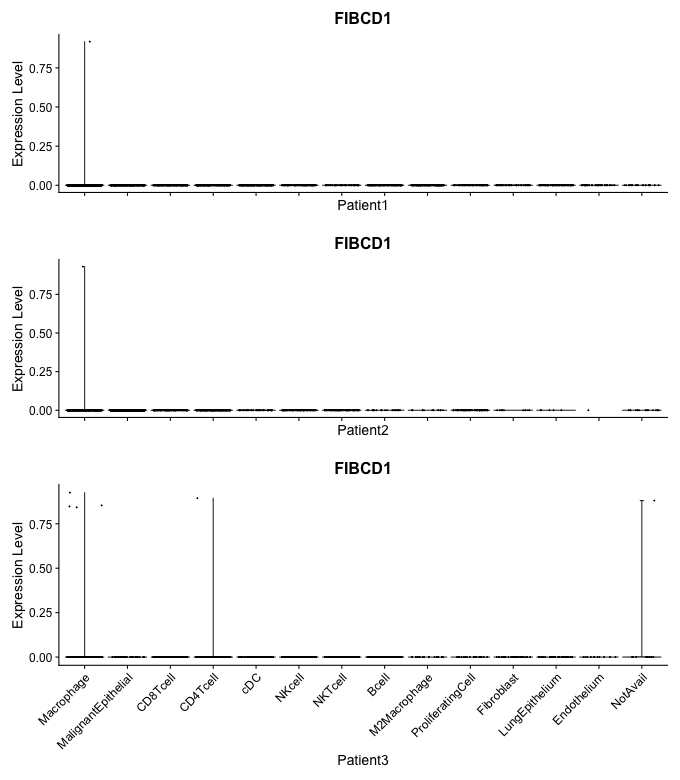 FIBCD1
Expression Level
0.75
0.50
0.25
0.00
Patient1
FIBCD1
Expression Level
0.75
0.50
0.25
0.00
Patient2
FIBCD1
Expression Level
0.75
0.50
0.25
0.00
Macrophage
MalignantEpithelial
CD8Tcell
CD4Tcell
cDC
NKcell
NKTcell
Bcell
M2Macrophage
ProliferatingCell
Fibroblast
LungEpithelium
Endothelium
NotAvail
Patient3